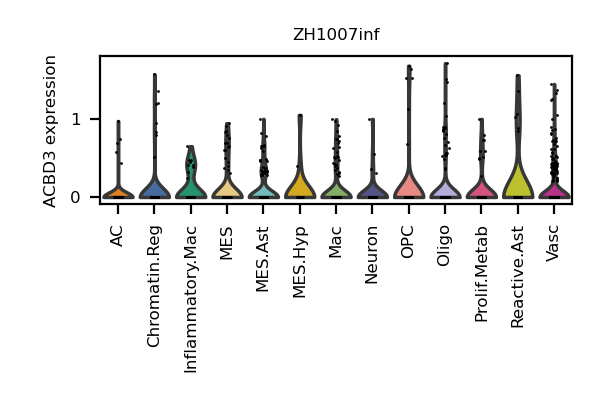 ZH1007inf
ACBD3 expression
1
0
AC
Chromatin.Reg
Inflammatory.Mac
MES
MES.Ast
MES.Hyp
Mac
Neuron
OPC
Oligo
Prolif.Metab
Reactive.Ast
Vasc